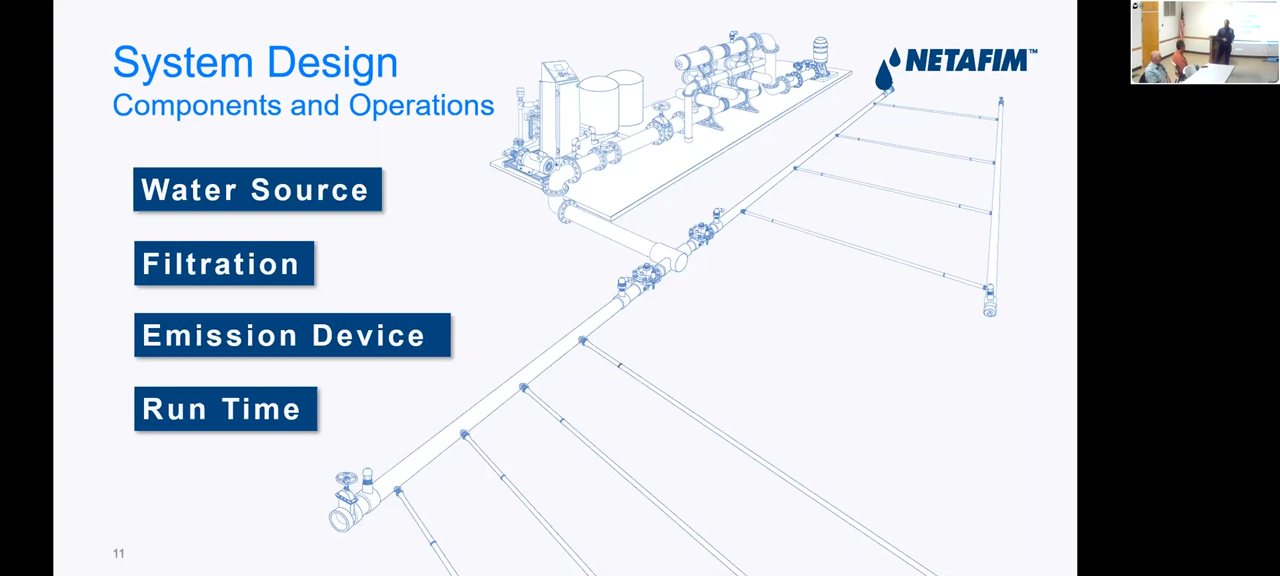 System Design
Components and Operations
NETAFIM™
Water Source
Filtration
Emission Device
Run Time
11